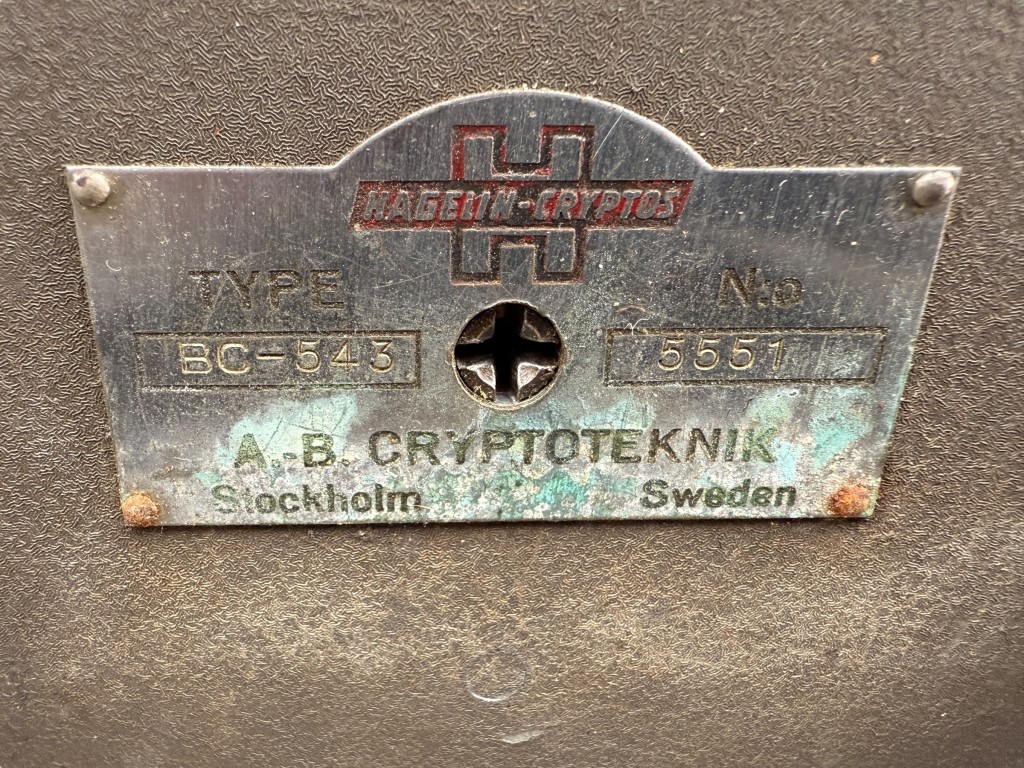 HAGELIN-CRYPTOS
TYPE N:o
BC-543 5551
A.-B. CRYPTOTEKNIK
Stockholm Sweden